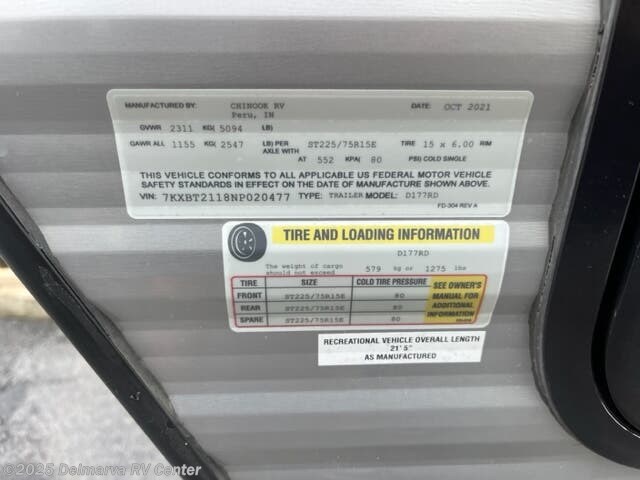 MANUFACTURED BY: CHINOOK RV DATE: OCT 2021
Peru, IN
GVWR 2311 KG( 5094 LB)
GAWR ALL 1155 KG( 2547 LB) PER AXLE WITH ST225/75R15E TIRE 15 x 6.00 RIM
AT 552 KPA( 80 PSI) COLD SINGLE
THIS VEHICLE CONFORMS TO ALL APPLICABLE US FEDERAL MOTOR VEHICLE
SAFETY STANDARDS IN EFFECT ON THE DATE OF MANUFACTURE SHOWN ABOVE.
VIN: 7KXBT2118NP020477 TYPE: TRAILER MODEL: D177RD
FD-304 REV A
TIRE AND LOADING INFORMATION
D177RD
The weight of cargo
should not exceed 579 kg or 1275 lbs
TIRE SIZE COLD TIRE PRESSURE
FRONT ST225/75R15E 80
REAR ST225/75R15E 80
SPARE ST225/75R15E 80
SEE OWNER'S
MANUAL FOR
ADDITIONAL
INFORMATION
RECREATIONAL VEHICLE OVERALL LENGTH
21' 5"
AS MANUFACTURED
©2025 Delmarva RV Center